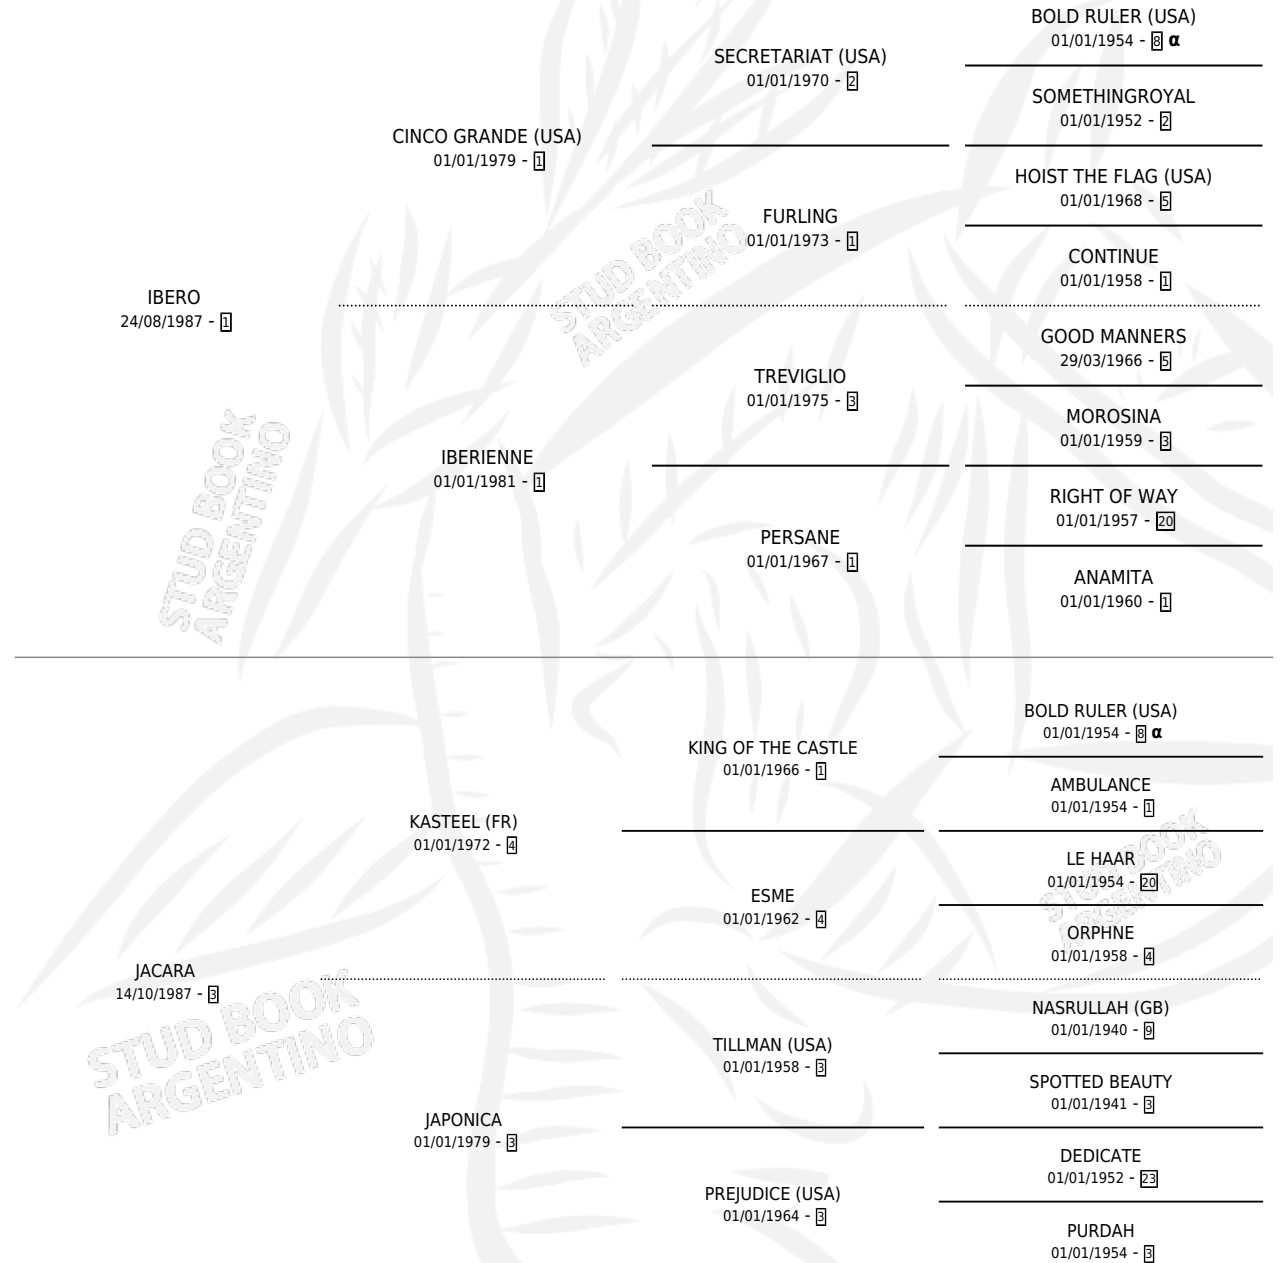 BOLD RULER (USA)
01/01/1954 - 8 α
SECRETARIAT (USA)
01/01/1970 - 2
SOMETHINGROYAL
01/01/1952 - 2
CINCO GRANDE (USA)
01/01/1979 - 1
HOIST THE FLAG (USA)
01/01/1968 - 5
FURLING
01/01/1973 - 1
CONTINUE
01/01/1958 - 1
IBERO
24/08/1987 - 1
GOOD MANNERS
29/03/1966 - 5
TREVIGLIO
01/01/1975 - 3
MOROSINA
01/01/1959 - 3
IBERIENNE
01/01/1981 - 1
RIGHT OF WAY
01/01/1957 - 20
PERSANE
01/01/1967 - 1
ANAMITA
01/01/1960 - 1
STUD BOOK
ARGENTINO
STUD BOOK
ARGENTINO
BOLD RULER (USA)
01/01/1954 - 8 α
KING OF THE CASTLE
01/01/1966 - 1
AMBULANCE
01/01/1954 - 1
KASTEEL (FR)
01/01/1972 - 4
LE HAAR
01/01/1954 - 20
ESME
01/01/1962 - 4
ORPHNE
01/01/1958 - 4
JACARA
14/10/1987 - 3
NASRULLAH (GB)
01/01/1940 - 9
TILLMAN (USA)
01/01/1958 - 3
SPOTTED BEAUTY
01/01/1941 - 3
JAPONICA
01/01/1979 - 3
DEDICATE
01/01/1952 - 23
PREJUDICE (USA)
01/01/1964 - 3
PURDAH
01/01/1954 - 3
STUD BOOK
ARGENTINO
STUD BOOK
ARGENTINO